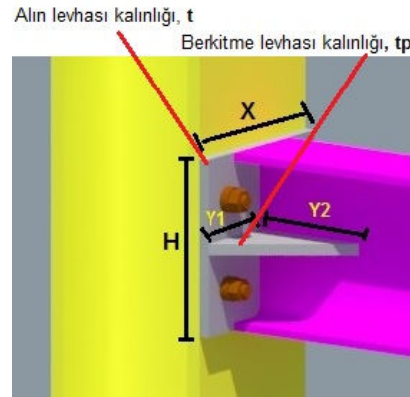 Alın levhası kalınlığı, t
Berkitme levhası kalınlığı, tp
X
Y1
Y2
H